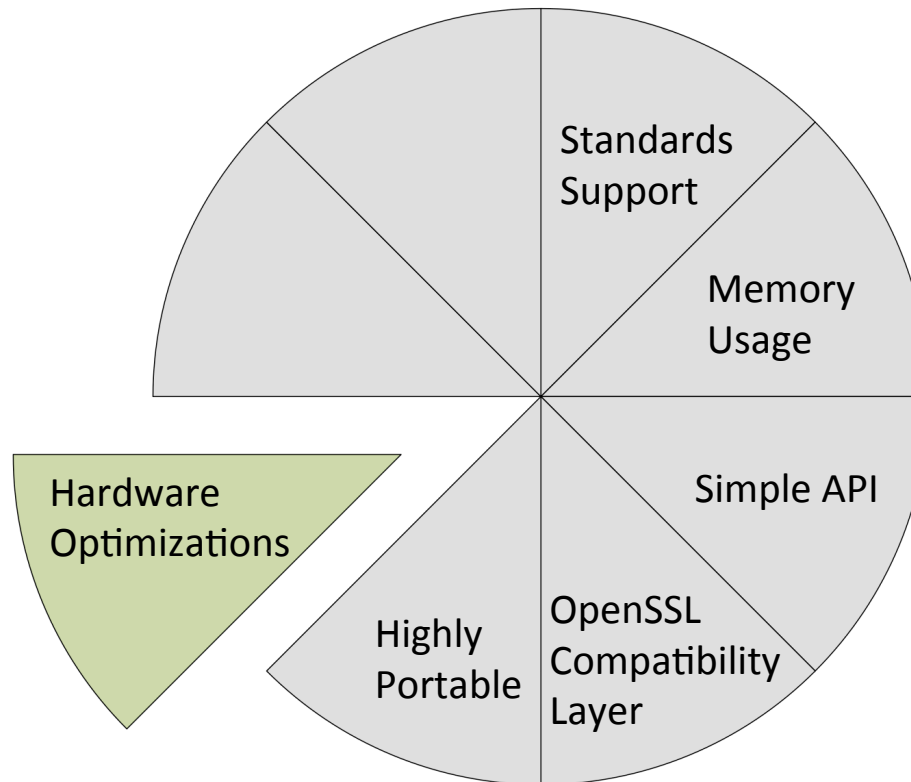 Standards
Support
Memory
Usage
Simple API
OpenSSL
Compatibility
Layer
Highly
Portable
Hardware
Optimizations